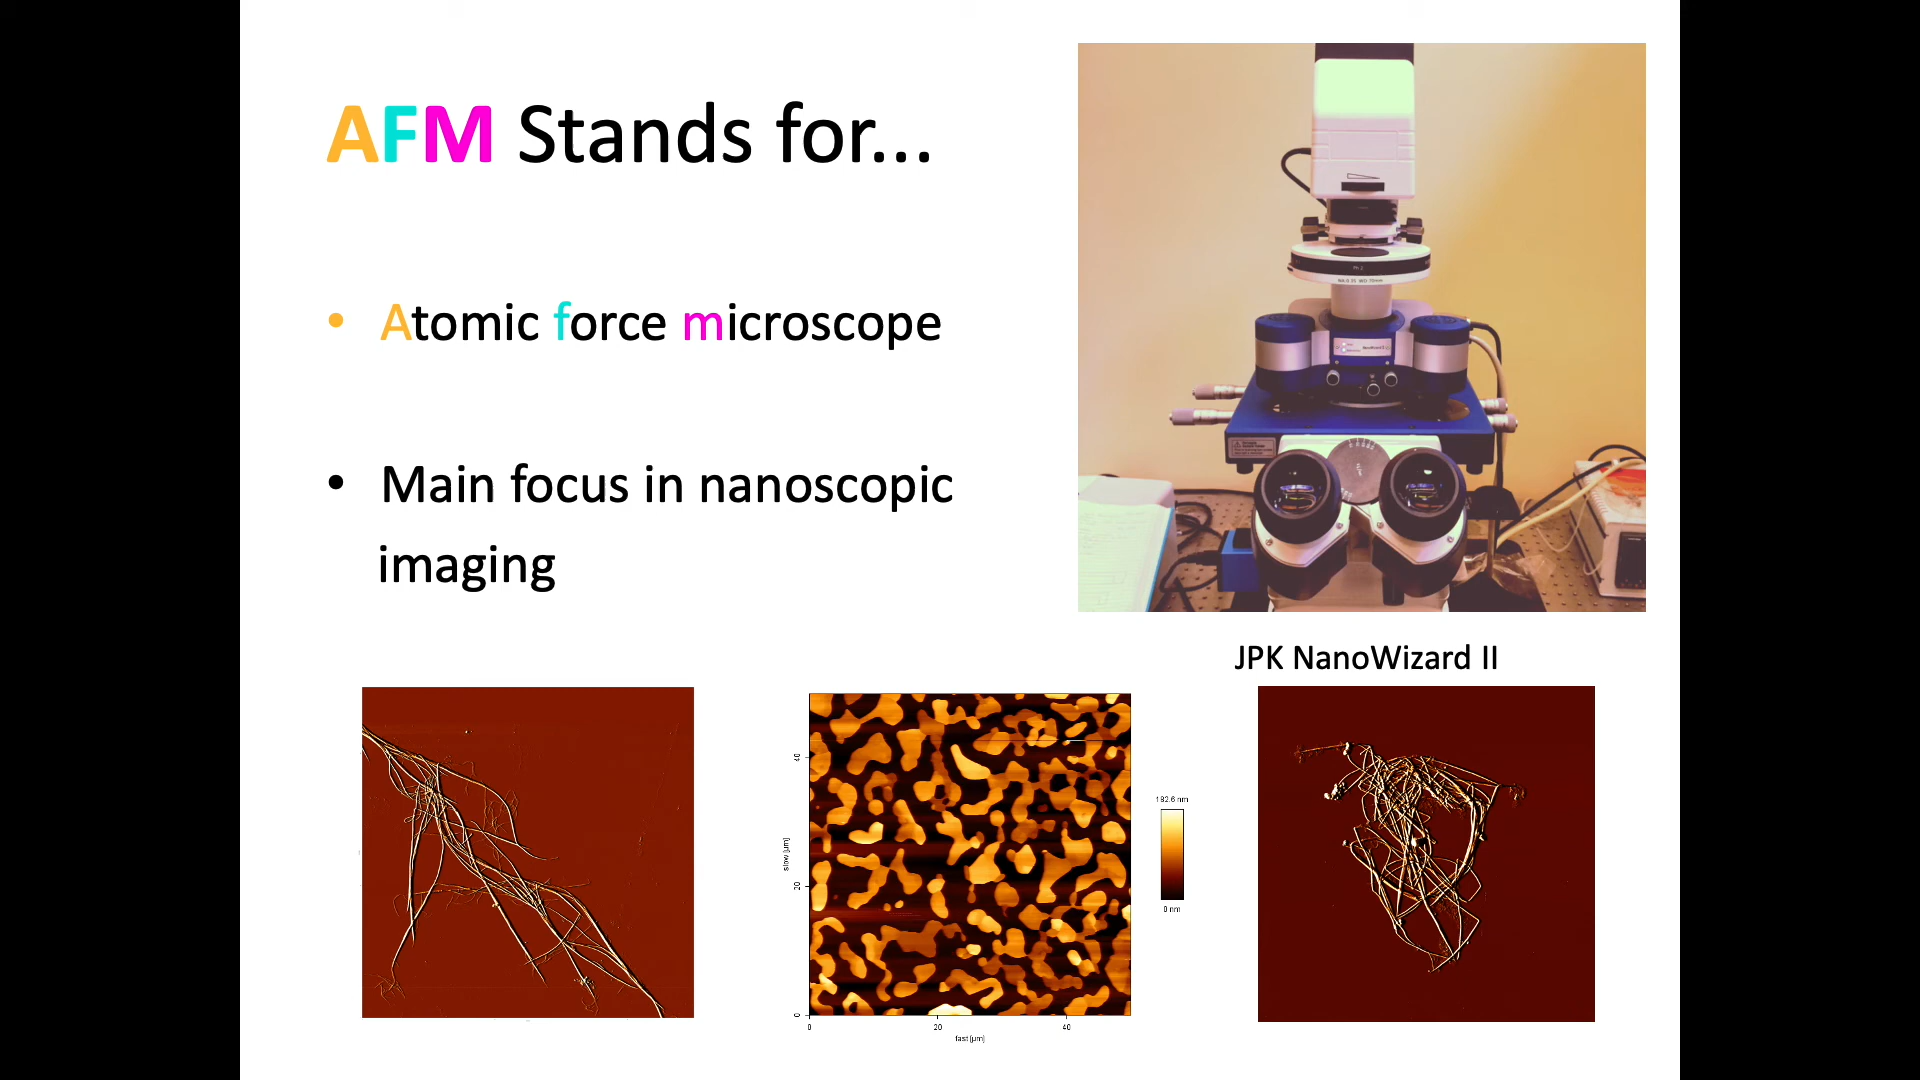 AFM Stands for...
• Atomic force microscope
• Main focus in nanoscopic
imaging
JPK NanoWizard II
40
20
0
slow [µm]
0 20 40
fast [µm]
182.6 nm
0 nm